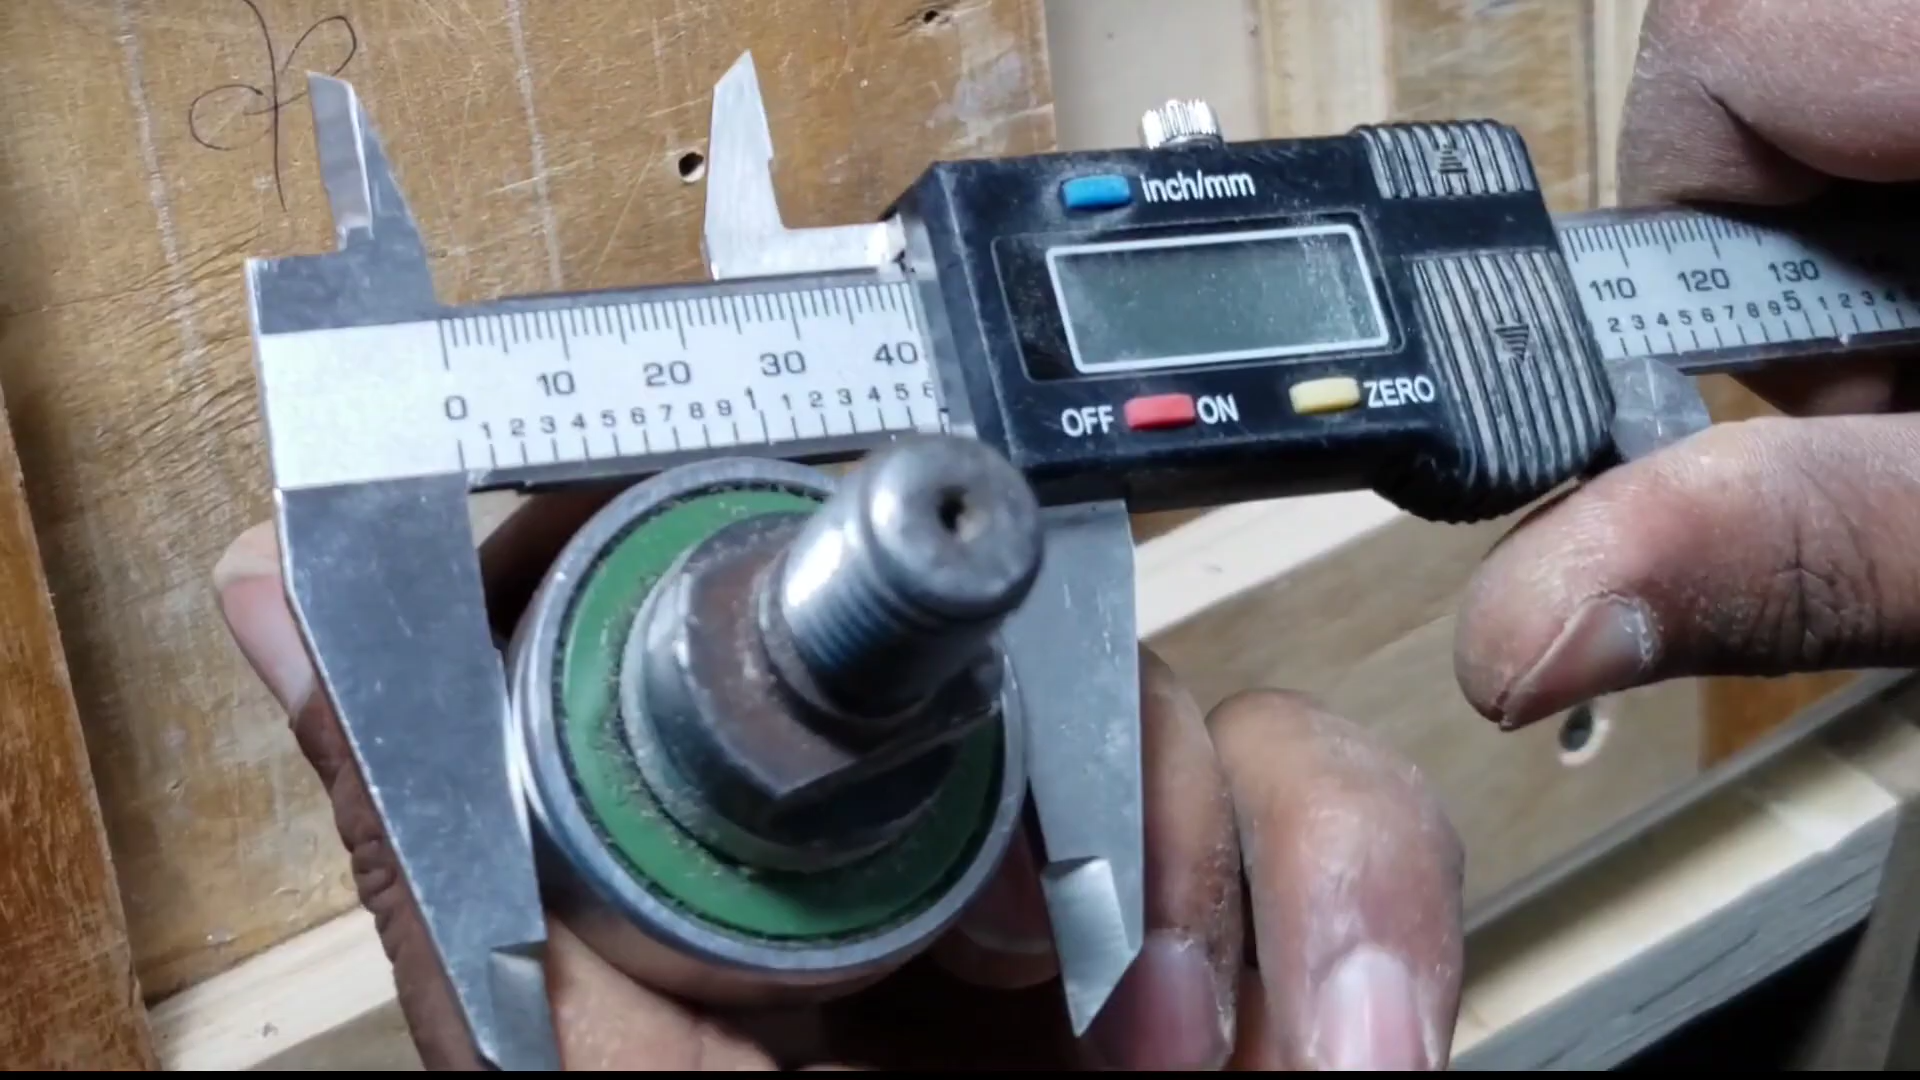 inch/mm
0 10 20 30 40
1 2 3 4 5 6 7 8 9 1 1 2 3 4 5 6
OFF ON ZERO
110 120 130
2 3 4 5 6 7 8 9 5 1 2 3 4